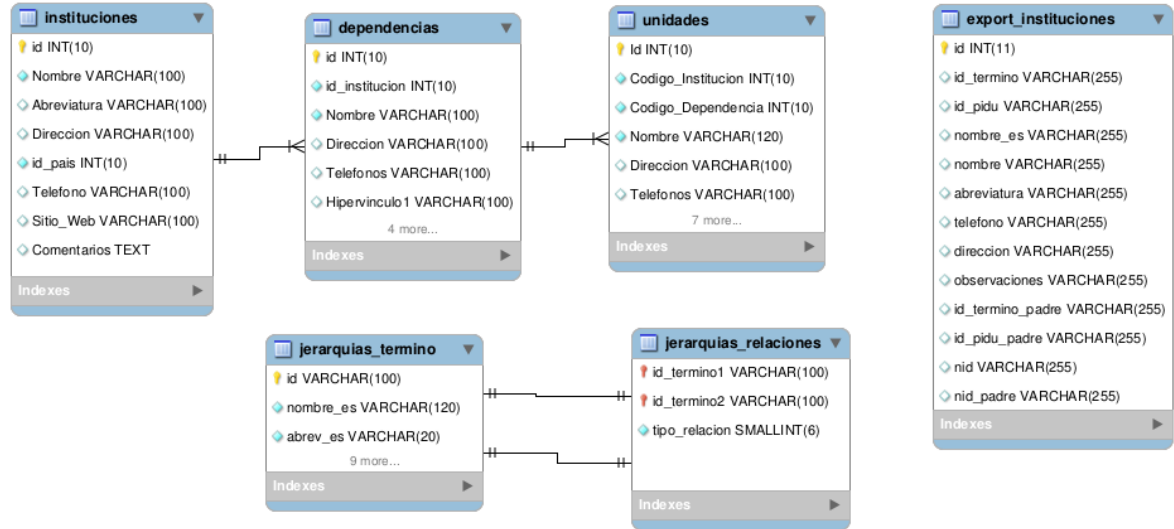 instituciones
id INT(10)
Nombre VARCHAR(100)
Abreviatura VARCHAR(100)
Direccion VARCHAR(100)
id_pais INT(10)
Telefono VARCHAR(100)
Sitio_Web VARCHAR(100)
Comentarios TEXT
Indexes
dependencias
id INT(10)
id_institucion INT(10)
Nombre VARCHAR(100)
Direccion VARCHAR(100)
Telefonos VARCHAR(100)
Hipervinculo1 VARCHAR(100)
4 more...
Indexes
unidades
Id INT(10)
Codigo_Institucion INT(10)
Codigo_Dependencia INT(10)
Nombre VARCHAR(120)
Direccion VARCHAR(100)
Telefonos VARCHAR(100)
7 more...
Indexes
export_instituciones
id INT(11)
id_termino VARCHAR(255)
id_pidu VARCHAR(255)
nombre_es VARCHAR(255)
nombre VARCHAR(255)
abreviatura VARCHAR(255)
telefono VARCHAR(255)
direccion VARCHAR(255)
observaciones VARCHAR(255)
id_termino_padre VARCHAR(255)
id_pidu_padre VARCHAR(255)
nid VARCHAR(255)
nid_padre VARCHAR(255)
Indexes
jerarquias_termino
id VARCHAR(100)
nombre_es VARCHAR(120)
abrev_es VARCHAR(20)
9 more...
Indexes
jerarquias_relaciones
id_termino1 VARCHAR(100)
id_termino2 VARCHAR(100)
tipo_relacion SMALLINT(6)
Indexes